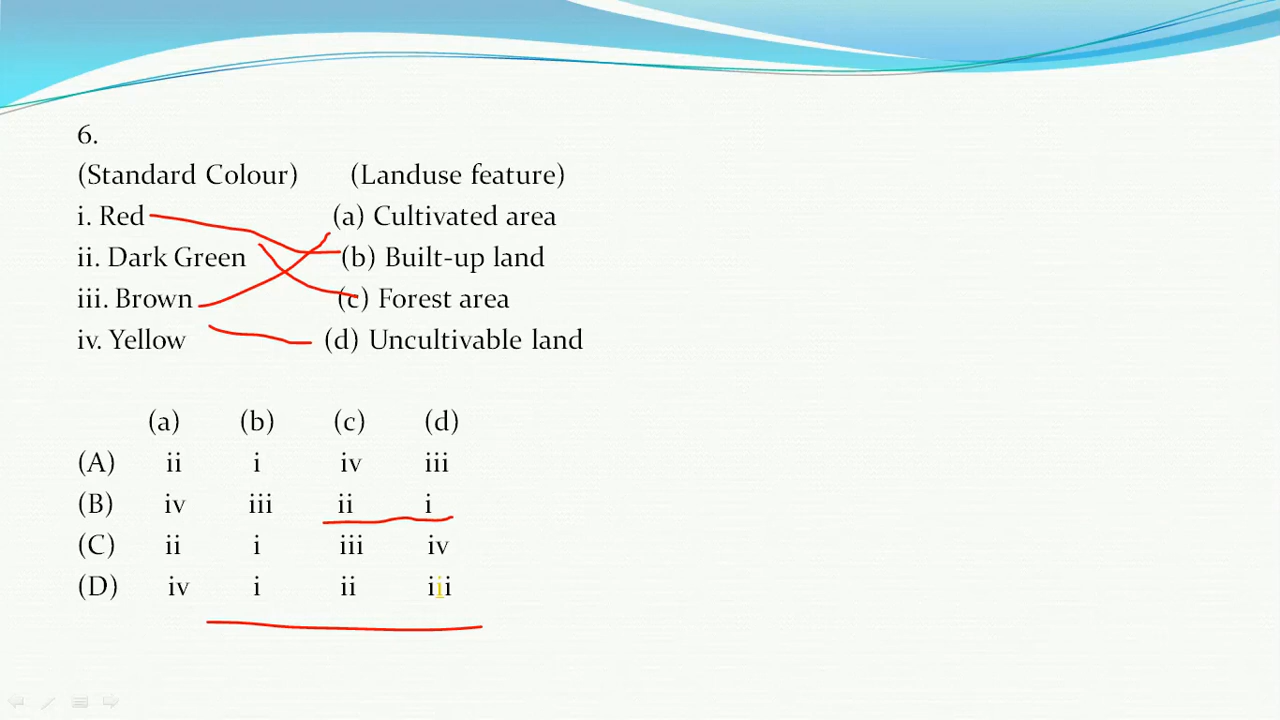 6.
(Standard Colour) (Landuse feature)
i. Red (a) Cultivated area
ii. Dark Green (b) Built-up land
iii. Brown (c) Forest area
iv. Yellow (d) Uncultivable land
(a) (b) (c) (d)
(A) ii i iv iii
(B) iv iii ii i
(C) ii i iii iv
(D) iv i ii iii